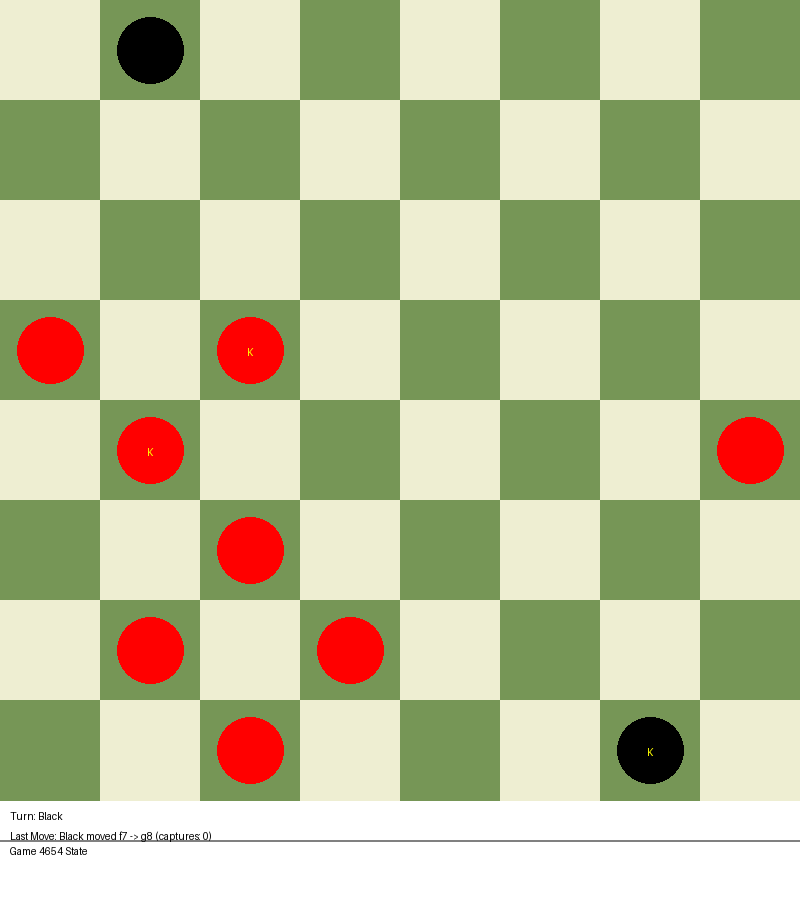 K
K
K
Turn: Black
Last Move: Black moved f7 -> g8 (captures: 0)
Game 4654 State